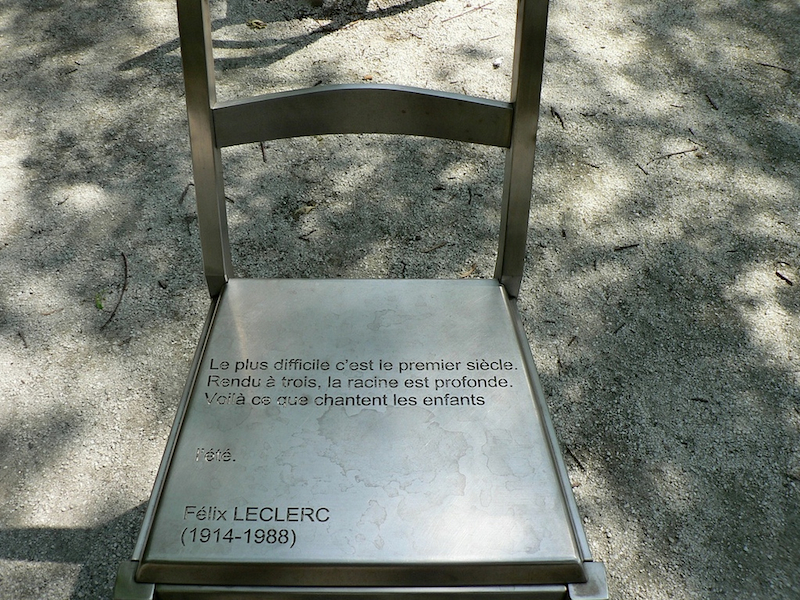 Le plus difficile c'est le premier siècle.
Rendu à trois, la racine est profonde.
Voilà ce que chantent les enfants
l'été.
Félix LECLERC
(1914-1988)